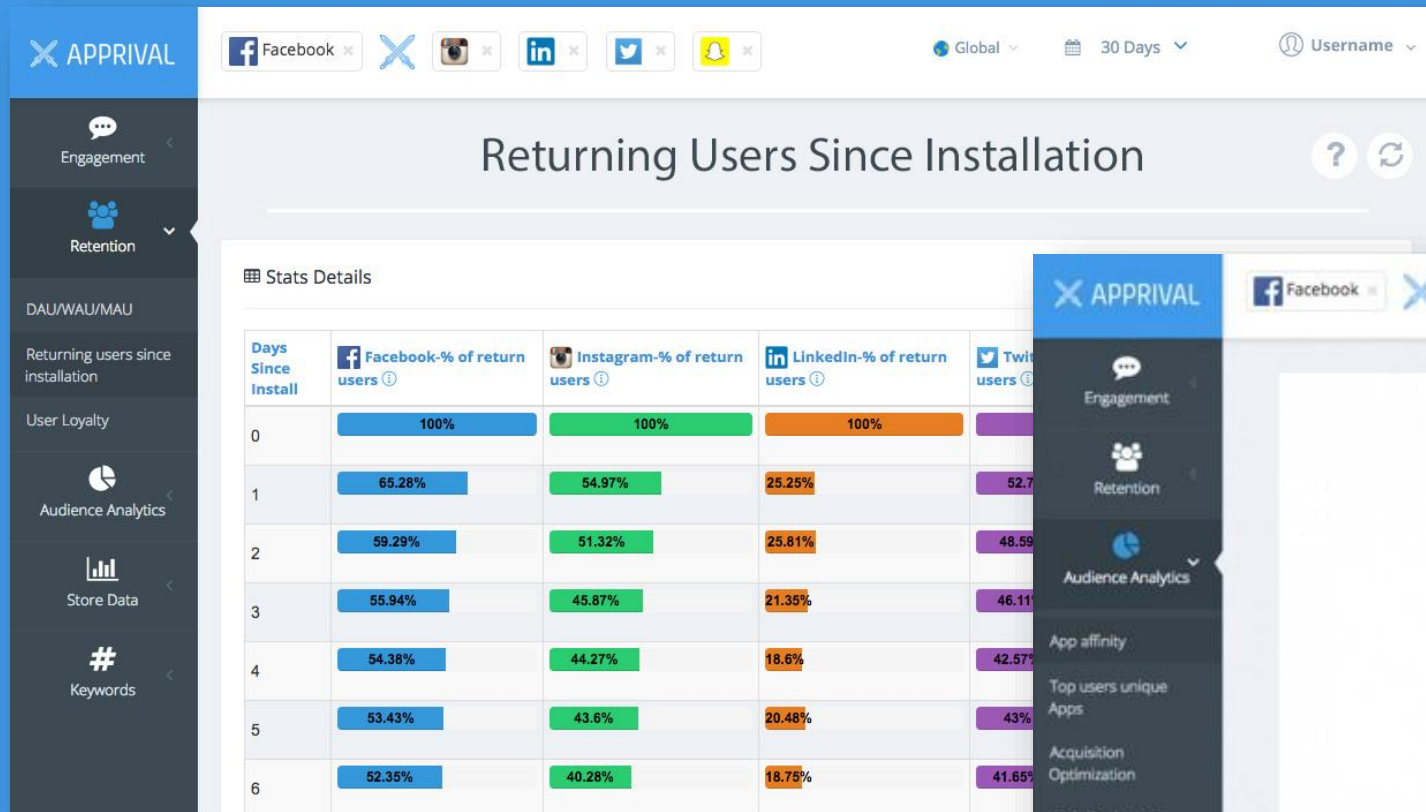 APPRIVAL
Facebook
Global
30 Days
Username
Engagement
Retention
DAU/WAU/MAU
Returning users since
installation
User Loyalty
Audience Analytics
Store Data
#
Keywords
Returning Users Since Installation
?
Stats Details
Days
Since
Install
Facebook-% of return
users
Instagram-% of return
users
in LinkedIn-% of return
users
users
0 100% 100% 100%
1 65.28% 54.97% 25.25%
2 59.29% 51.32% 25.81% 48.59
3 55.94% 45.87% 21.35% 46.11
4 54.38% 44.27% 18.6% 42.57
5 53.43% 43.6% 20.48% 43%
6 52.35% 40.28% 18.75% 41.65
APPRIVAL
Facebook
Engagement
Retention
Audience Analytics
App affinity
Top users unique
Apps
Acquisition
Optimization